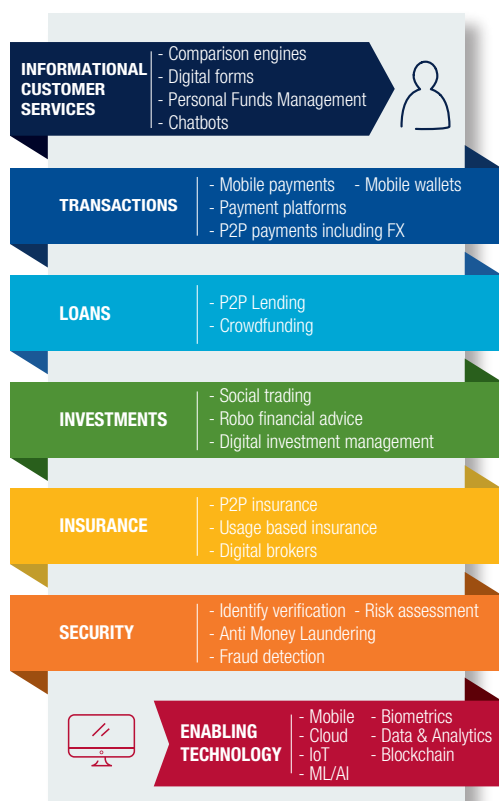 INFORMATIONAL
CUSTOMER
SERVICES
- Comparison engines
- Digital forms
- Personal Funds Management
- Chatbots
TRANSACTIONS
- Mobile payments - Mobile wallets
- Payment platforms
- P2P payments including FX
LOANS
- P2P Lending
- Crowdfunding
INVESTMENTS
- Social trading
- Robo financial advice
- Digital investment management
INSURANCE
- P2P insurance
- Usage based insurance
- Digital brokers
SECURITY
- Identify verification - Risk assessment
- Anti Money Laundering
- Fraud detection
ENABLING
TECHNOLOGY
- Mobile - Biometrics
- Cloud - Data & Analytics
- IoT - Blockchain
- ML/AI